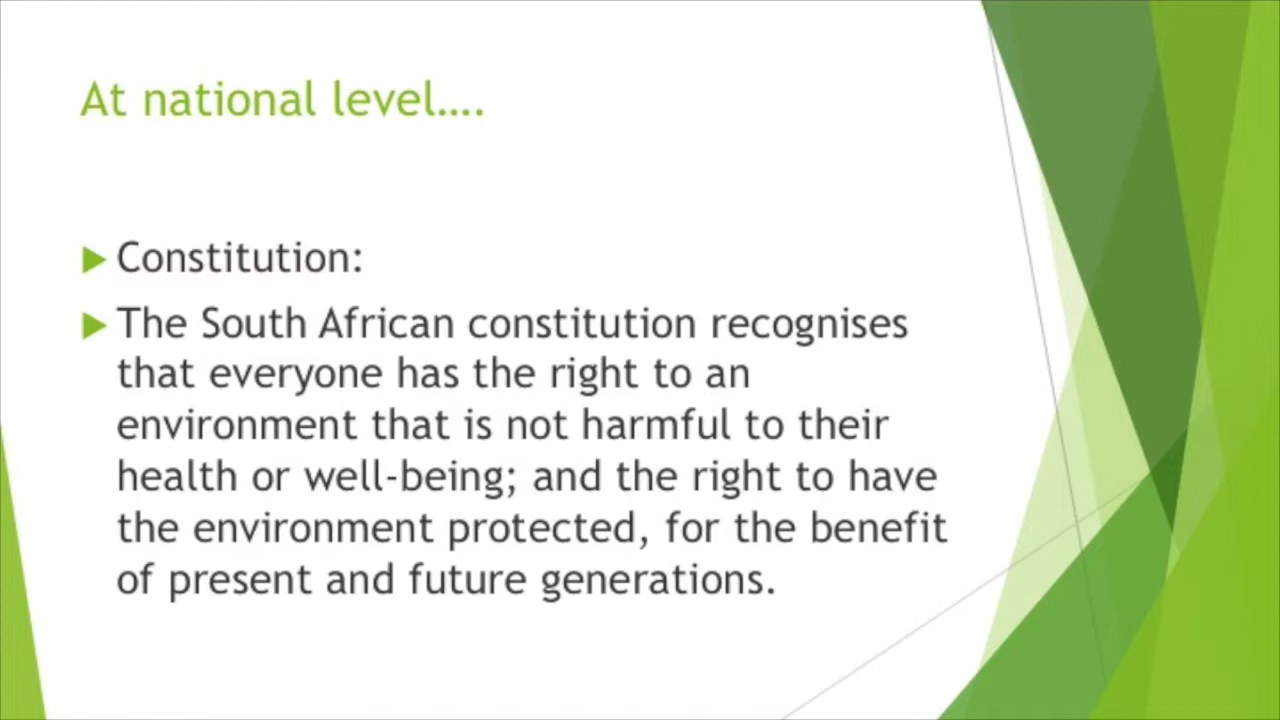 At national level....
Constitution:
The South African constitution recognises
that everyone has the right to an
environment that is not harmful to their
health or well-being; and the right to have
the environment protected, for the benefit
of present and future generations.